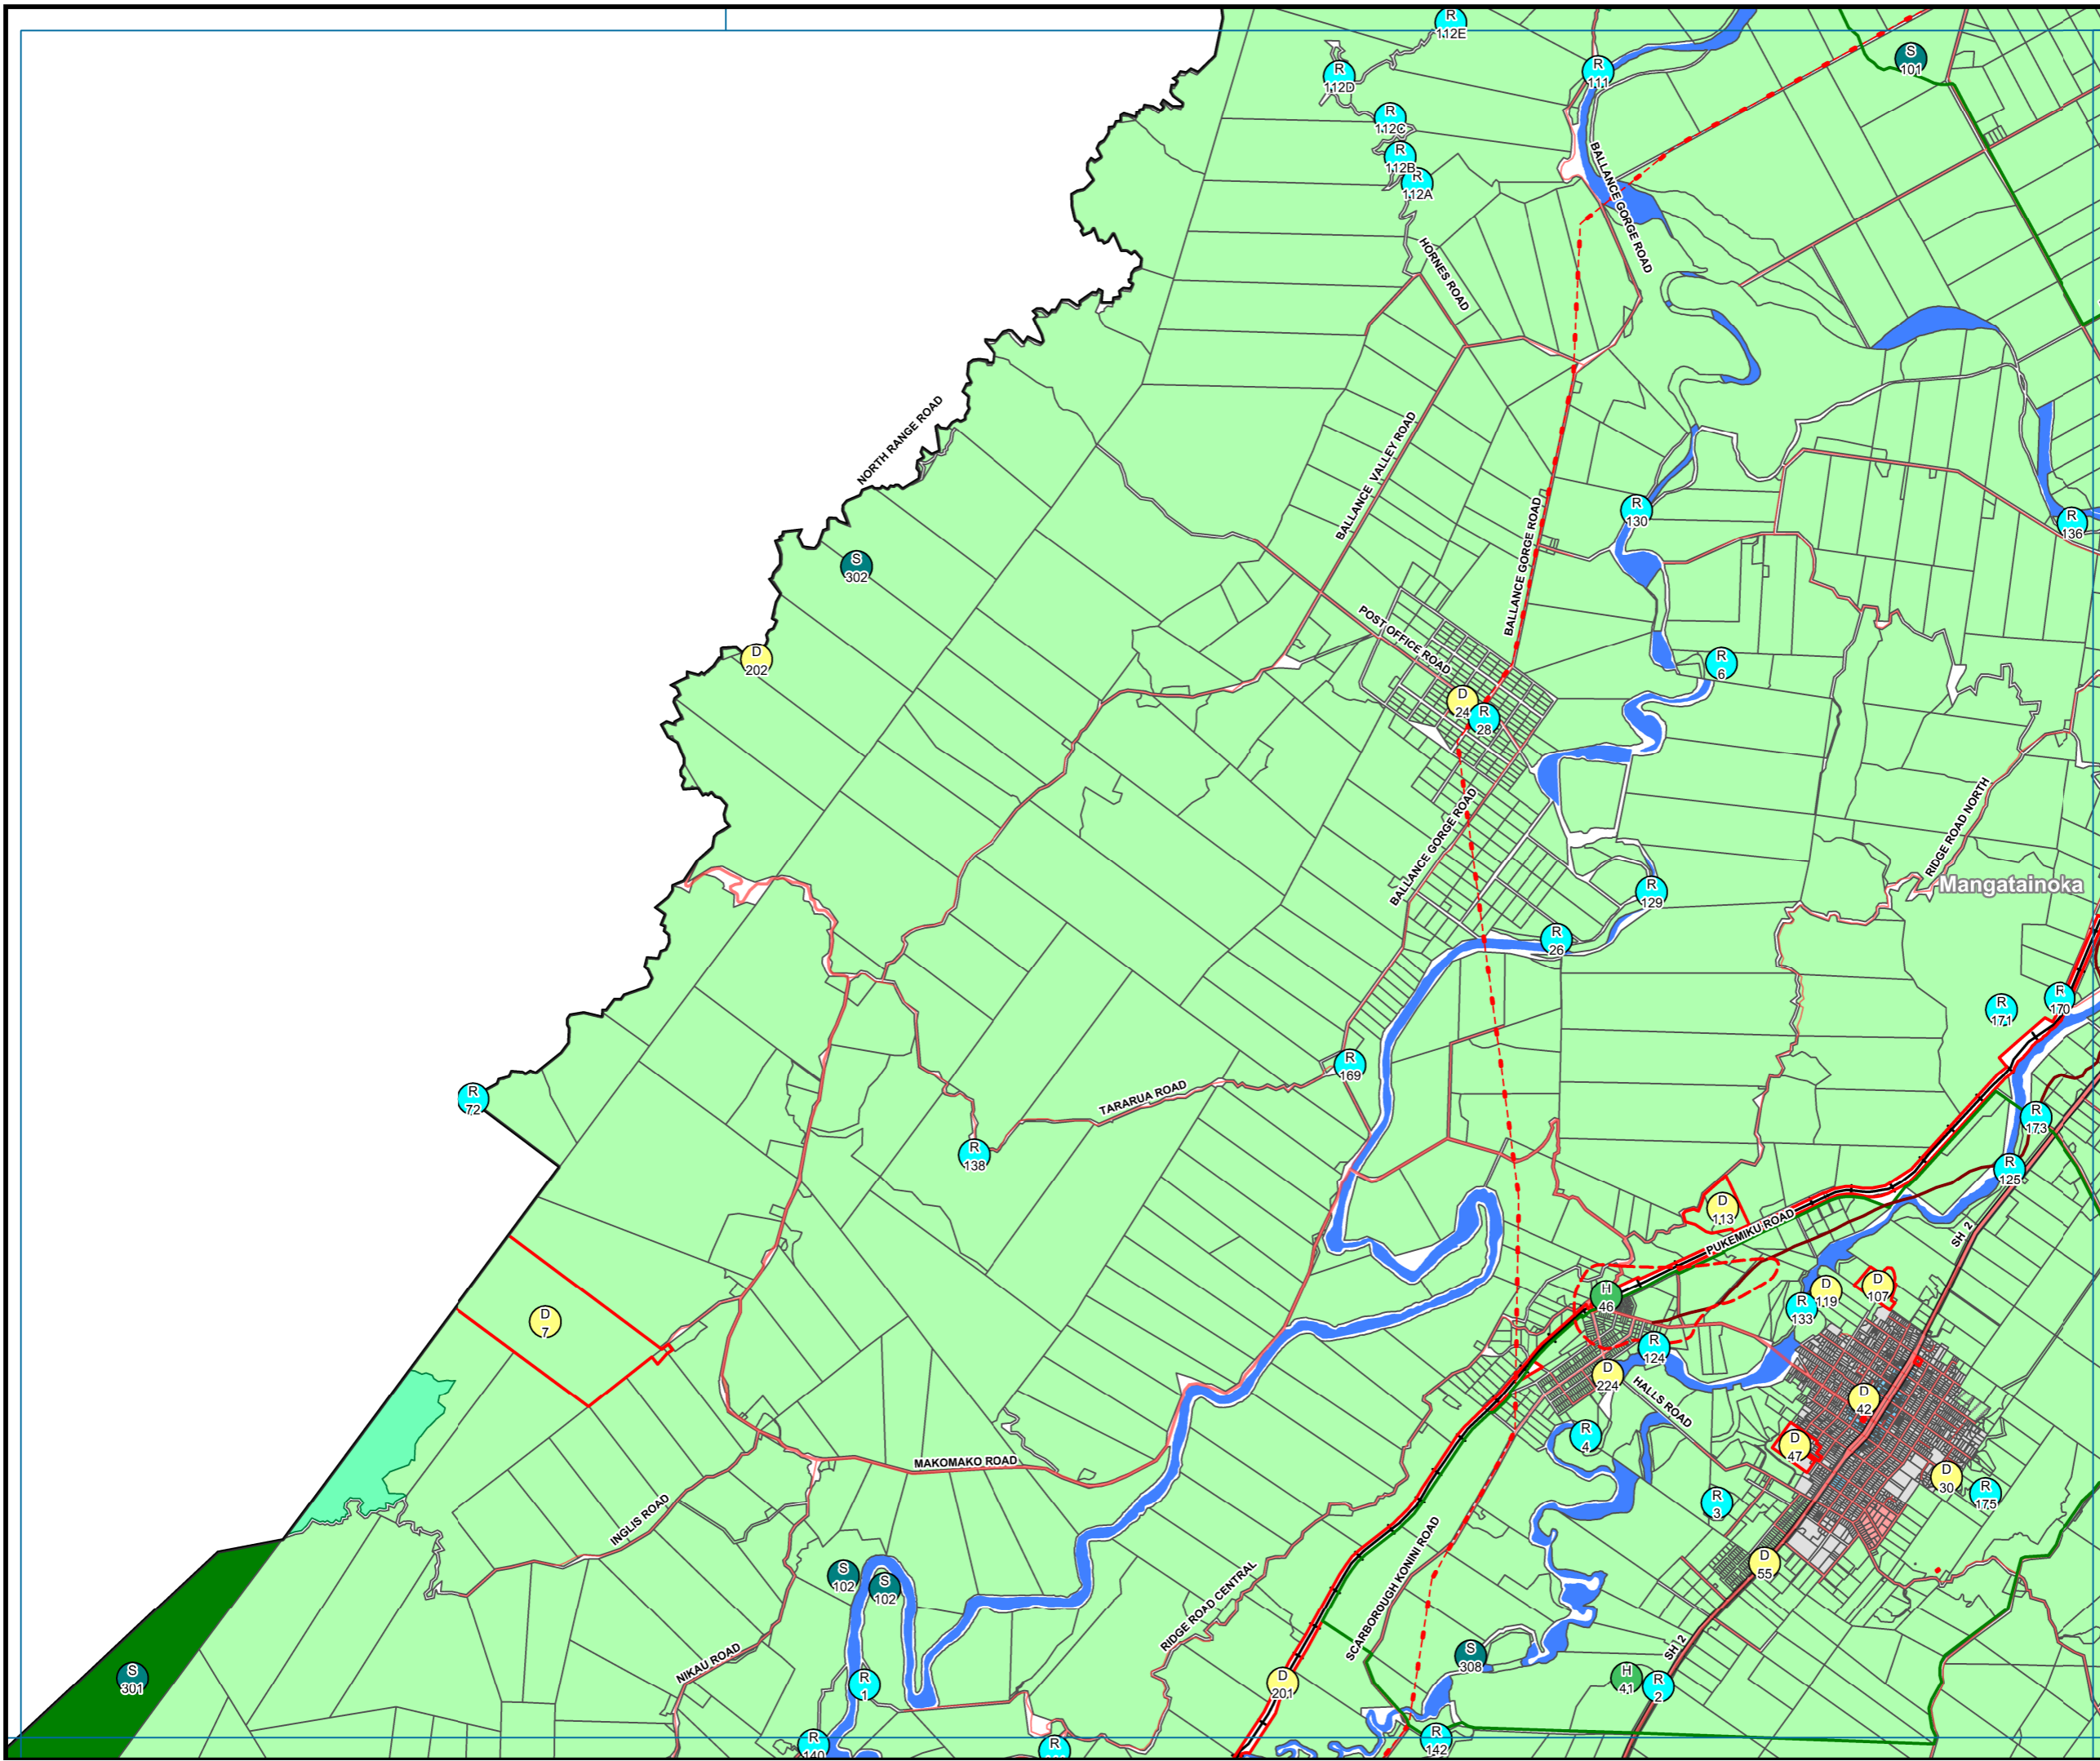 R
112E
R
111
S
101
R
112D
R
112C
R
112B
R
112A
BALLANCE GORGE ROAD
HORNES ROAD
NORTH RANGE ROAD
BALLANCE VALLEY ROAD
BALLANCE GORGE ROAD
R
130
R
136
S
302
POST OFFICE ROAD
D
202
R
6
D
24
R
28
BALLANCE GORGE ROAD
RIDGE ROAD NORTH
Mangatainoka
R
129
R
26
R
170
R
171
R
169
R
72
TARARUA ROAD
R
173
R
138
R
125
D
113
PUKEMIKU ROAD
SH 2
D
7
H
46
D
119
D
107
R
133
R
124
D
224
HALLS ROAD
D
42
R
4
D
47
MAKOMAKO ROAD
D
30
R
175
R
3
INGLIS ROAD
SCARBOROUGH KONINI ROAD
D
55
S
102
S
102
RIDGE ROAD CENTRAL
SH 2
NIKAU ROAD
S
308
S
301
R
1
D
201
H
41
R
2
R
140
R
R
142